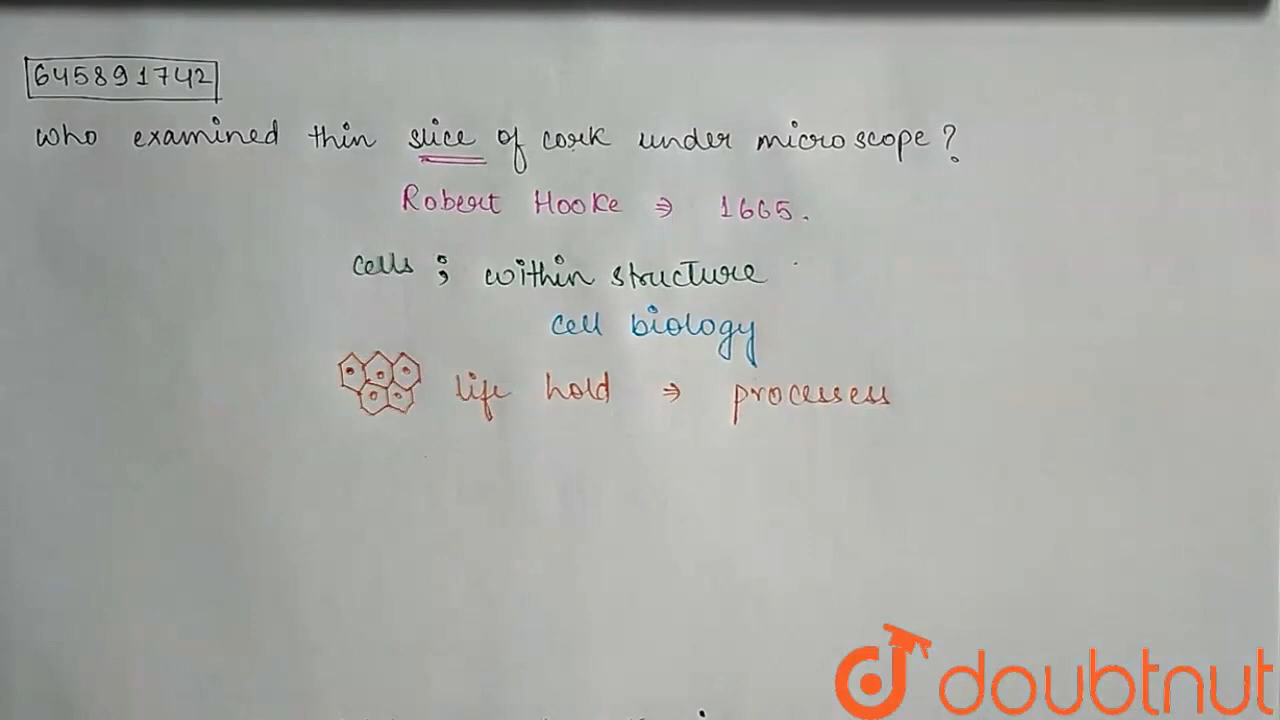 645891742
who examined thin slice of cork under microscope?
Robert Hooke ⇒ 1665.
cells ; within structure
cell biology
life hold ⇒ processes
doubtnut